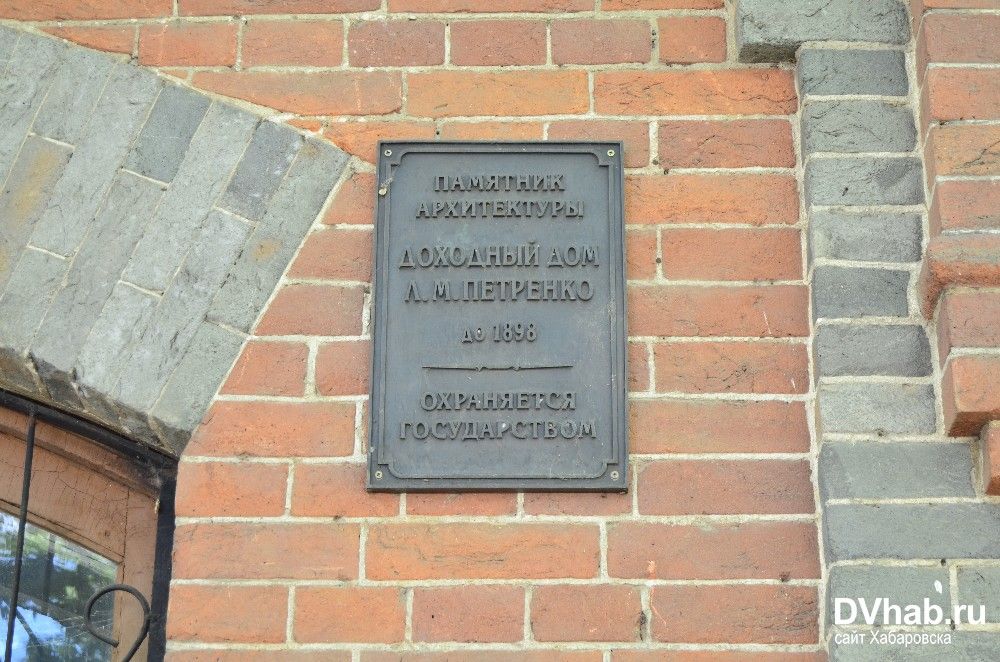 ПАМЯТНИК
АРХИТЕКТУРЫ
ДОХОДНЫЙ ДОМ
Л.М.ПЕТРЕНКО
ДО 1898
ОХРАНЯЕТСЯ
ГОСУДАРСТВОМ
DVhab.ru
сайт Хабаровска